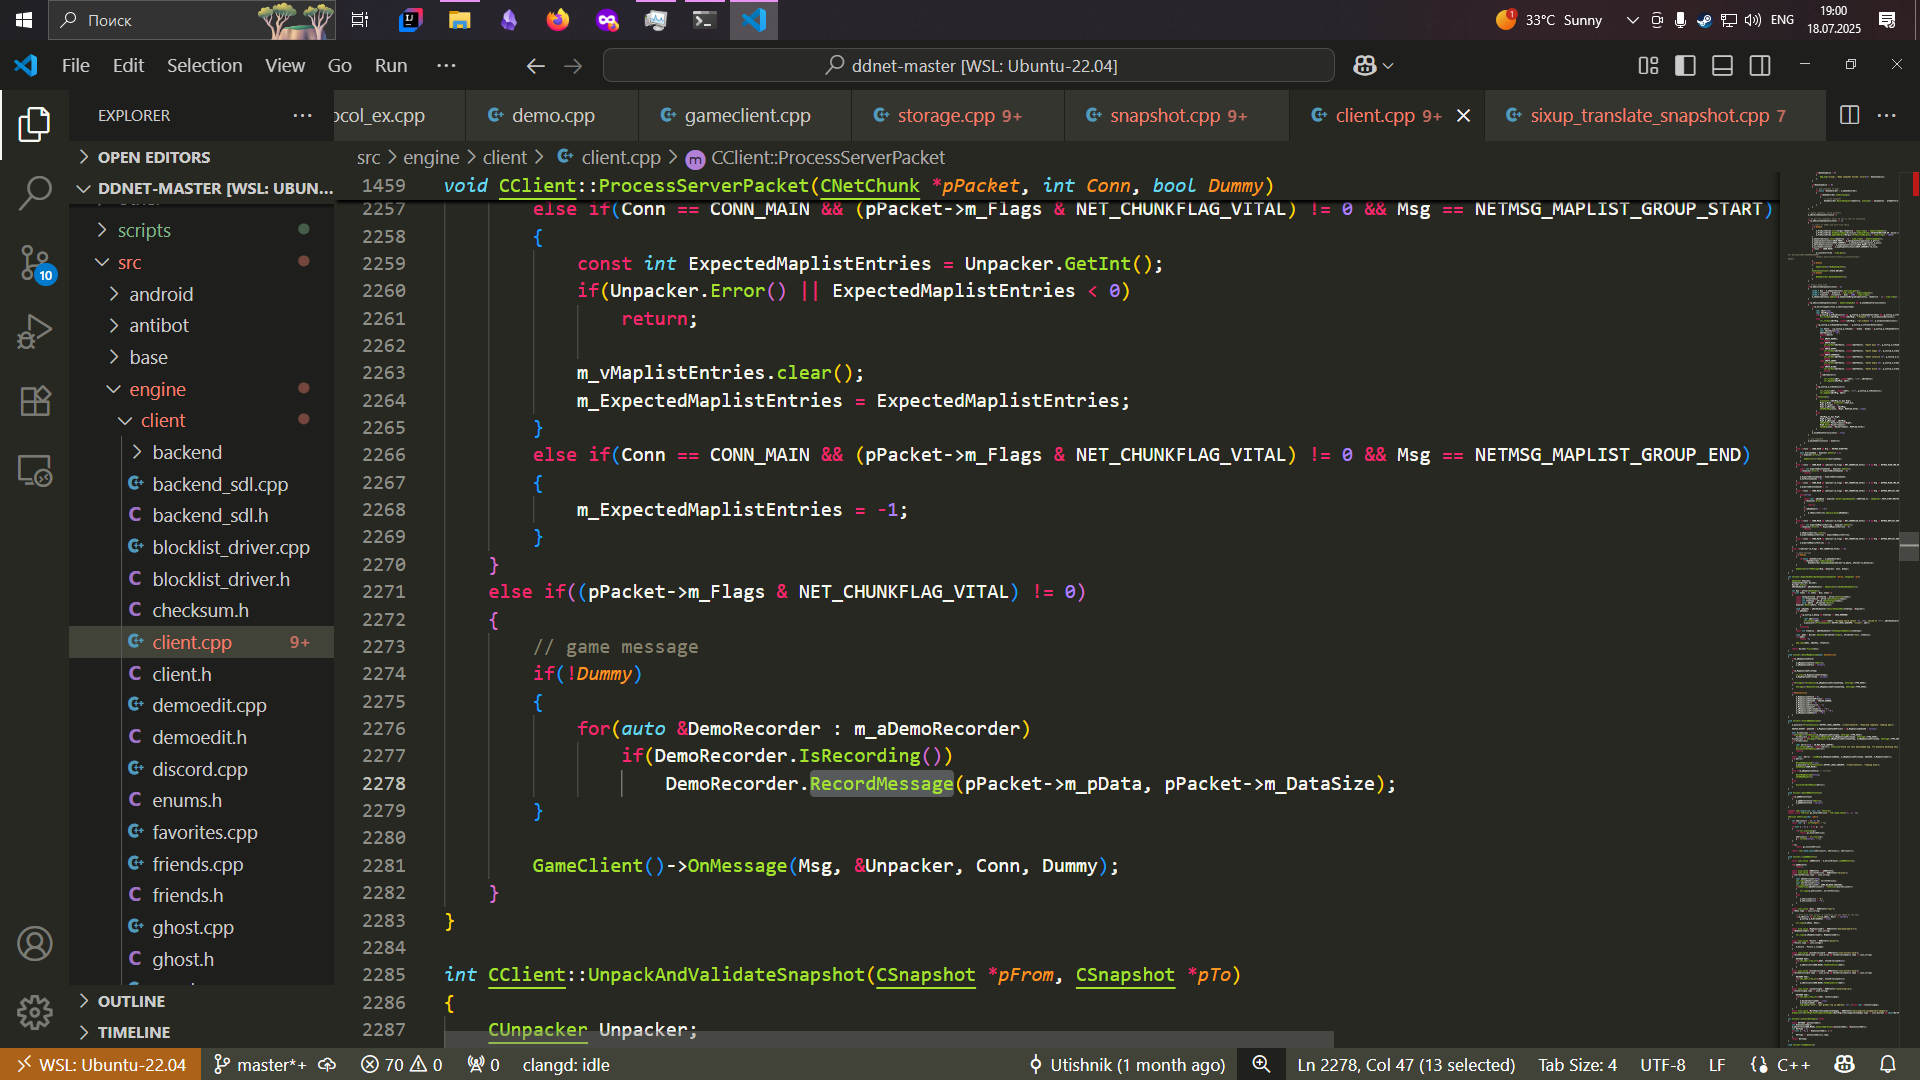 Поиск
33°C Sunny
ENG
19:00
18.07.2025
File Edit Selection View Go Run ···
ddnet-master [WSL: Ubuntu-22.04]
EXPLORER
ocol_ex.cpp
demo.cpp
gameclient.cpp
storage.cpp 9+
snapshot.cpp 9+
client.cpp 9+
sixup_translate_snapshot.cpp 7
src > engine > client > client.cpp > CClient::ProcessServerPacket
OPEN EDITORS
DDNET-MASTER [WSL: UBUN...
scripts
src
android
antibot
base
engine
client
backend
backend_sdl.cpp
backend_sdl.h
blocklist_driver.cpp
blocklist_driver.h
checksum.h
client.cpp 9+
client.h
demoedit.cpp
demoedit.h
discord.cpp
enums.h
favorites.cpp
friends.cpp
friends.h
ghost.cpp
ghost.h
OUTLINE
TIMELINE
1459 void CClient::ProcessServerPacket(CNetChunk *pPacket, int Conn, bool Dummy)
2257 else if(Conn == CONN_MAIN && (pPacket->m_Flags & NET_CHUNKFLAG_VITAL) != 0 && Msg == NETMSG_MAPLIST_GROUP_START)
2258 {
2259 const int ExpectedMaplistEntries = Unpacker.GetInt();
2260 if(Unpacker.Error() || ExpectedMaplistEntries < 0)
2261 return;
2262
2263 m_vMaplistEntries.clear();
2264 m_ExpectedMaplistEntries = ExpectedMaplistEntries;
2265 }
2266 else if(Conn == CONN_MAIN && (pPacket->m_Flags & NET_CHUNKFLAG_VITAL) != 0 && Msg == NETMSG_MAPLIST_GROUP_END)
2267 {
2268 m_ExpectedMaplistEntries = -1;
2269 }
2270 }
2271 else if((pPacket->m_Flags & NET_CHUNKFLAG_VITAL) != 0)
2272 {
2273 // game message
2274 if(!Dummy)
2275 {
2276 for(auto &DemoRecorder : m_aDemoRecorder)
2277 if(DemoRecorder.IsRecording())
2278 DemoRecorder.RecordMessage(pPacket->m_pData, pPacket->m_DataSize);
2279 }
2280
2281 GameClient()->OnMessage(Msg, &Unpacker, Conn, Dummy);
2282 }
2283 }
2284
2285 int CClient::UnpackAndValidateSnapshot(CSnapshot *pFrom, CSnapshot *pTo)
2286 {
2287 CUnpacker Unpacker;
10
WSL: Ubuntu-22.04 master*+ 70 0 0 clangd: idle
Utishnik (1 month ago) Ln 2278, Col 47 (13 selected) Tab Size: 4 UTF-8 LF {} C++